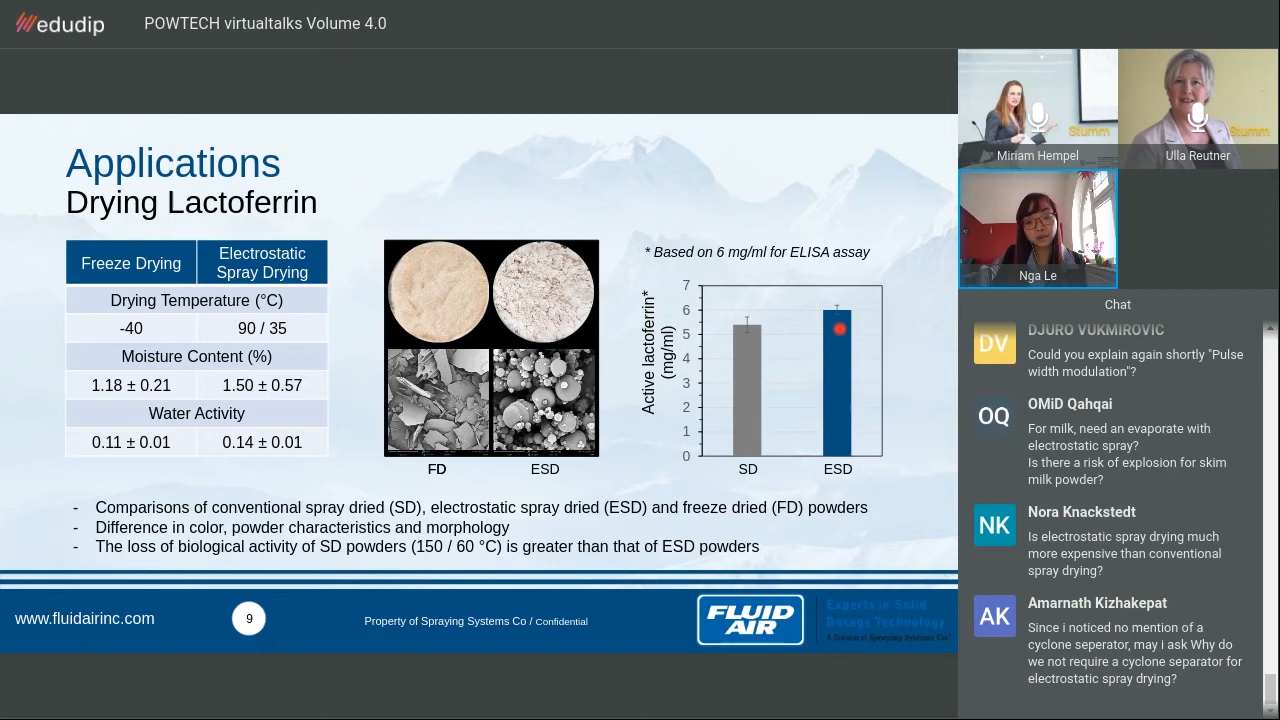 edudip
POWTECH virtualtalks Volume 4.0
Applications
Drying Lactoferrin
Freeze Drying
Electrostatic
Spray Drying
Drying Temperature (°C)
-40
90 / 35
Moisture Content (%)
1.18 ± 0.21
1.50 ± 0.57
Water Activity
0.11 ± 0.01
0.14 ± 0.01
FD
ESD
* Based on 6 mg/ml for ELISA assay
Active lactoferrin*
(mg/ml)
7
6
5
4
3
2
1
0
SD
ESD
- Comparisons of conventional spray dried (SD), electrostatic spray dried (ESD) and freeze dried (FD) powders
- Difference in color, powder characteristics and morphology
- The loss of biological activity of SD powders (150 / 60 °C) is greater than that of ESD powders
www.fluidairinc.com
9
Property of Spraying Systems Co / Confidential
FLUID
AIR
Experts in Solid
Dosage Technology
A Division of Spraying Systems Co.
Stumm
Miriam Hempel
Stumm
Ulla Reutner
Nga Le
Chat
DV
DJURO VUKMIROVIC
Could you explain again shortly "Pulse
width modulation"?
OQ
OMiD Qahqai
For milk, need an evaporate with
electrostatic spray?
Is there a risk of explosion for skim
milk powder?
NK
Nora Knackstedt
Is electrostatic spray drying much
more expensive than conventional
spray drying?
AK
Amarnath Kizhakepat
Since i noticed no mention of a
cyclone seperator, may i ask Why do
we not require a cyclone separator for
electrostatic spray drying?